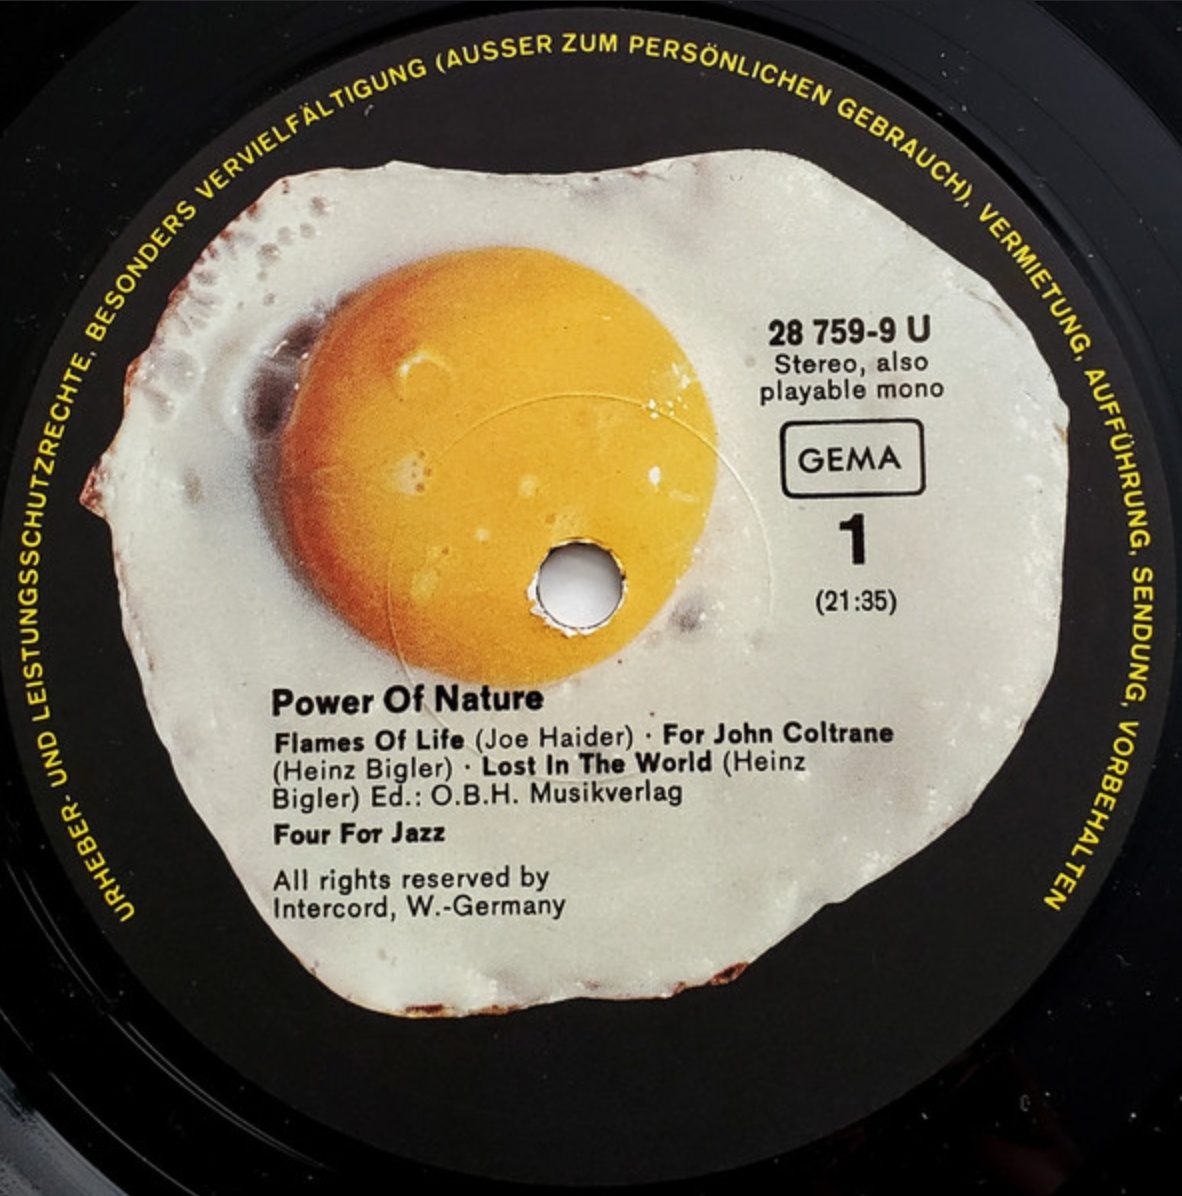 URHEBER- UND LEISTUNGSSCHUTZRECHTE, BESONDERS VERVIELFÄLTIGUNG (AUSSER ZUM PERSÖNLICHEN GEBRAUCH), VERMIETUNG, AUFFÜHRUNG, SENDUNG, VORBEHALTEN
28 759-9 U
Stereo, also
playable mono
GEMA
1
(21:35)
Power Of Nature
Flames Of Life (Joe Haider) · For John Coltrane
(Heinz Bigler) · Lost In The World (Heinz
Bigler) Ed.: O.B.H. Musikverlag
Four For Jazz
All rights reserved by
Intercord, W.-Germany